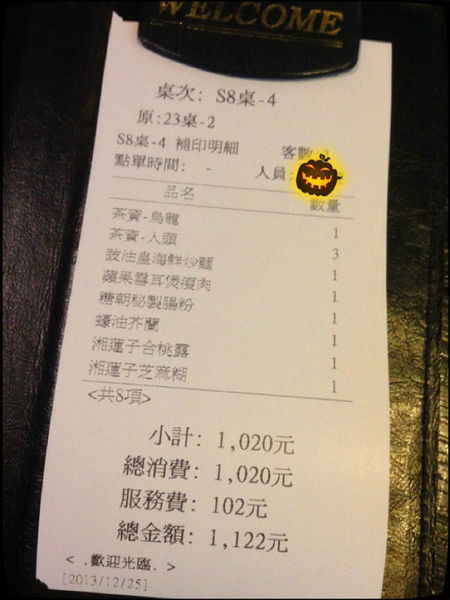 WELCOME
桌次: S8桌-4
原:23桌-2
S8桌-4 補印明細 客數:
點單時間: - 人員:
品名 數量
茶資-烏龍 1
茶資-人頭 3
豉油皇海鮮炒麵 1
蘋果雪耳煲瘦肉 1
糖朝秘製腸粉 1
蠔油芥蘭 1
湘蓮子合桃露 1
湘蓮子芝麻糊 1
<共8項>
小計: 1,020元
總消費: 1,020元
服務費: 102元
總金額: 1,122元
< .歡迎光臨. >
[2013/12/25]